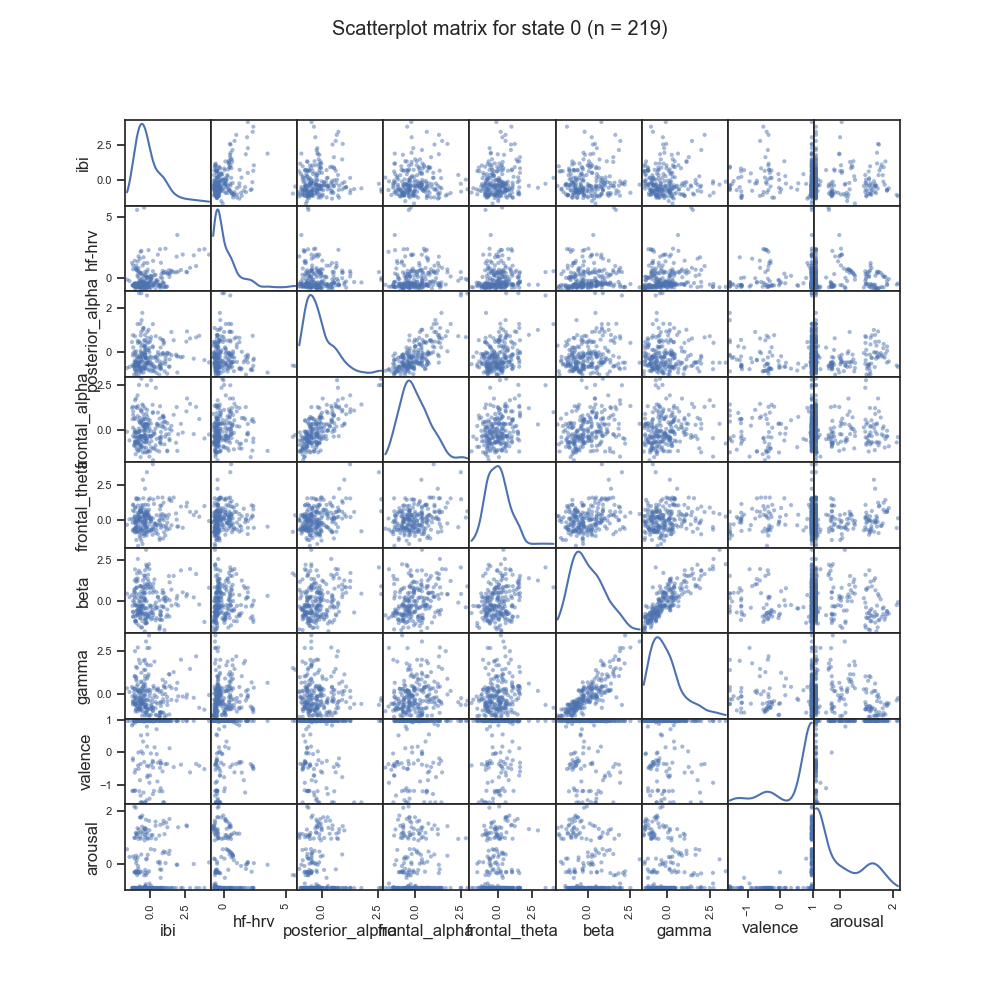 Scatterplot matrix for state 0 (n = 219)
ibi
2.5
0.0
hf-hrv
5
0
posterior_alpha
2
0
frontal_alpha
2.5
0.0
frontal_theta
2.5
0.0
beta
2.5
0.0
gamma
2.5
0.0
valence
1
0
−1
arousal
2
0
0.0 2.5 0 5 0.0 2.5 0.0 2.5 0.0 2.5 0.0 2.5 0.0 2.5 −1 0 1 0 2
ibi hf-hrv posterior_alpha frontal_alpha frontal_theta beta gamma valence arousal